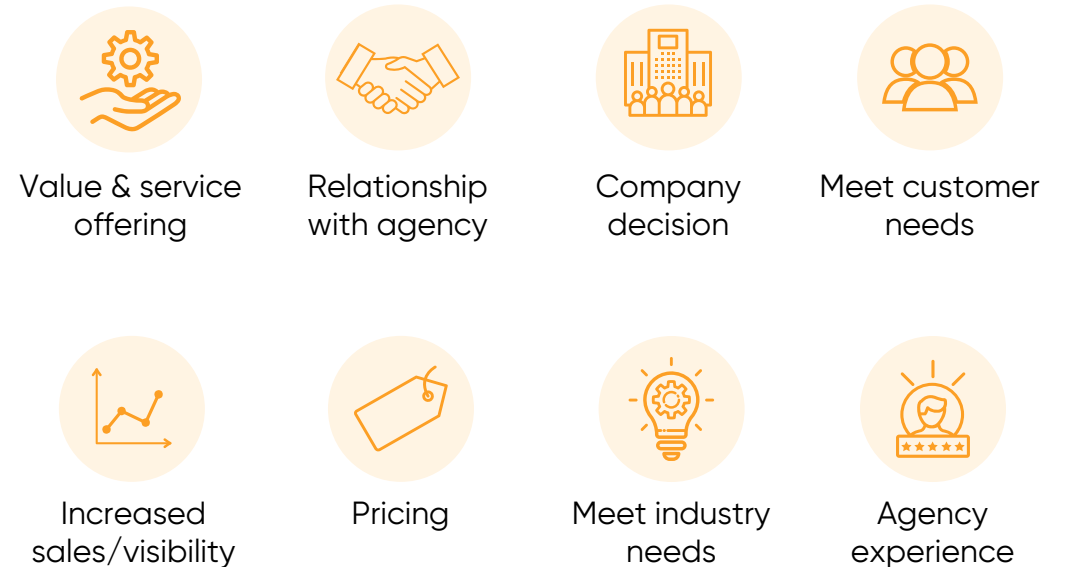 Value & service
offering
Relationship
with agency
Company
decision
Meet customer
needs
Increased
sales/visibility
Pricing
Meet industry
needs
Agency
experience